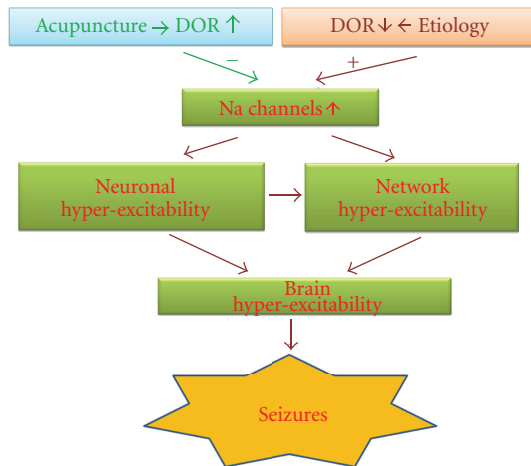 Acupuncture → DOR ↑
DOR ↓ ← Etiology
−
+
Na channels ↑
Neuronal
hyper-excitability
Network
hyper-excitability
Brain
hyper-excitability
Seizures